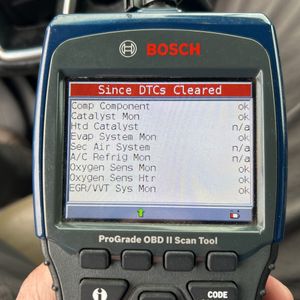 BOSCH
Since DTCs Cleared
Comp Component ok
Catalyst Mon ok
Htd Catalyst n/a
Evap System Mon ok
Sec Air System n/a
A/C Refrig Mon n/a
Oxygen Sens Mon ok
Oxygen Sens Htr ok
EGR/VVT Sys Mon ok
ProGrade OBD II Scan Tool
i
CODE